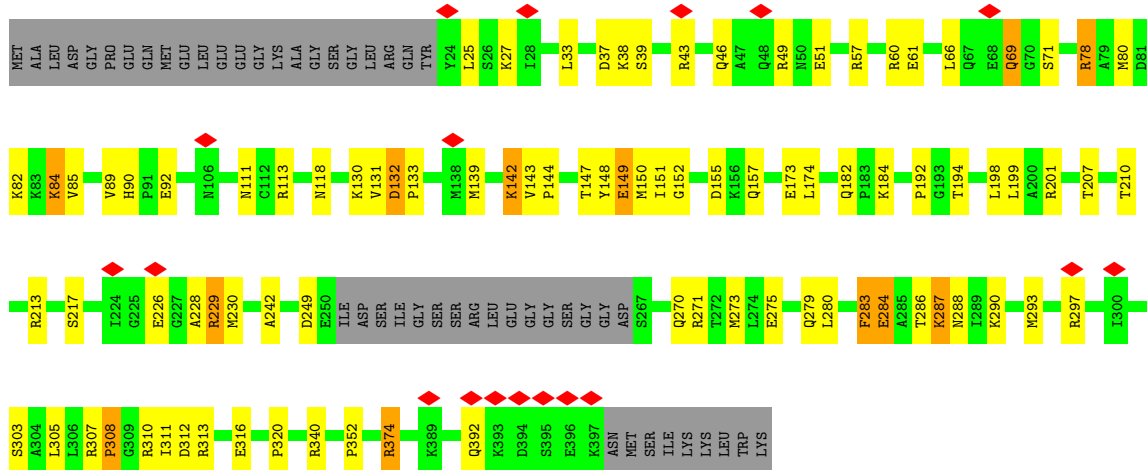 MET ALA LEU ASP GLY PRO GLU GLN MET GLU LEU GLU GLU GLY LYS ALA GLY SER GLY LEU ARG GLN TYR Y24 L25 S26 K27 I28 L33 D37 K38 S39 R43 Q46 A47 Q48 R49 N50 E51 R57 R60 E61 L66 Q67 E68 Q69 G70 S71 R78 A79 M80 D81
K82 K83 K84 V85 V89 H90 P91 E92 N106 N111 C112 R113 N118 K130 V131 D132 P133 M138 M139 K142 V143 P144 T147 Y148 E149 M150 I151 G152 D155 K156 Q157 E173 L174 Q182 P183 K184 P192 G193 T194 L198 L199 A200 R201 T207 T210
R213 S217 I224 G225 E226 G227 A228 R229 M230 A242 D249 E250 ILE ASP SER ILE GLY SER SER ARG LEU GLU GLY GLY SER GLY GLY ASP S267 Q270 R271 T272 M273 L274 E275 Q279 L280 F283 E284 A285 T286 K287 N288 I289 K290 M293 R297 I300
S303 A304 L305 L306 R307 P308 G309 R310 I311 D312 R313 E316 P320 R340 P352 R374 K389 Q392 K393 D394 S395 E396 K397 ASN MET SER ILE LYS LYS LEU TRP LYS